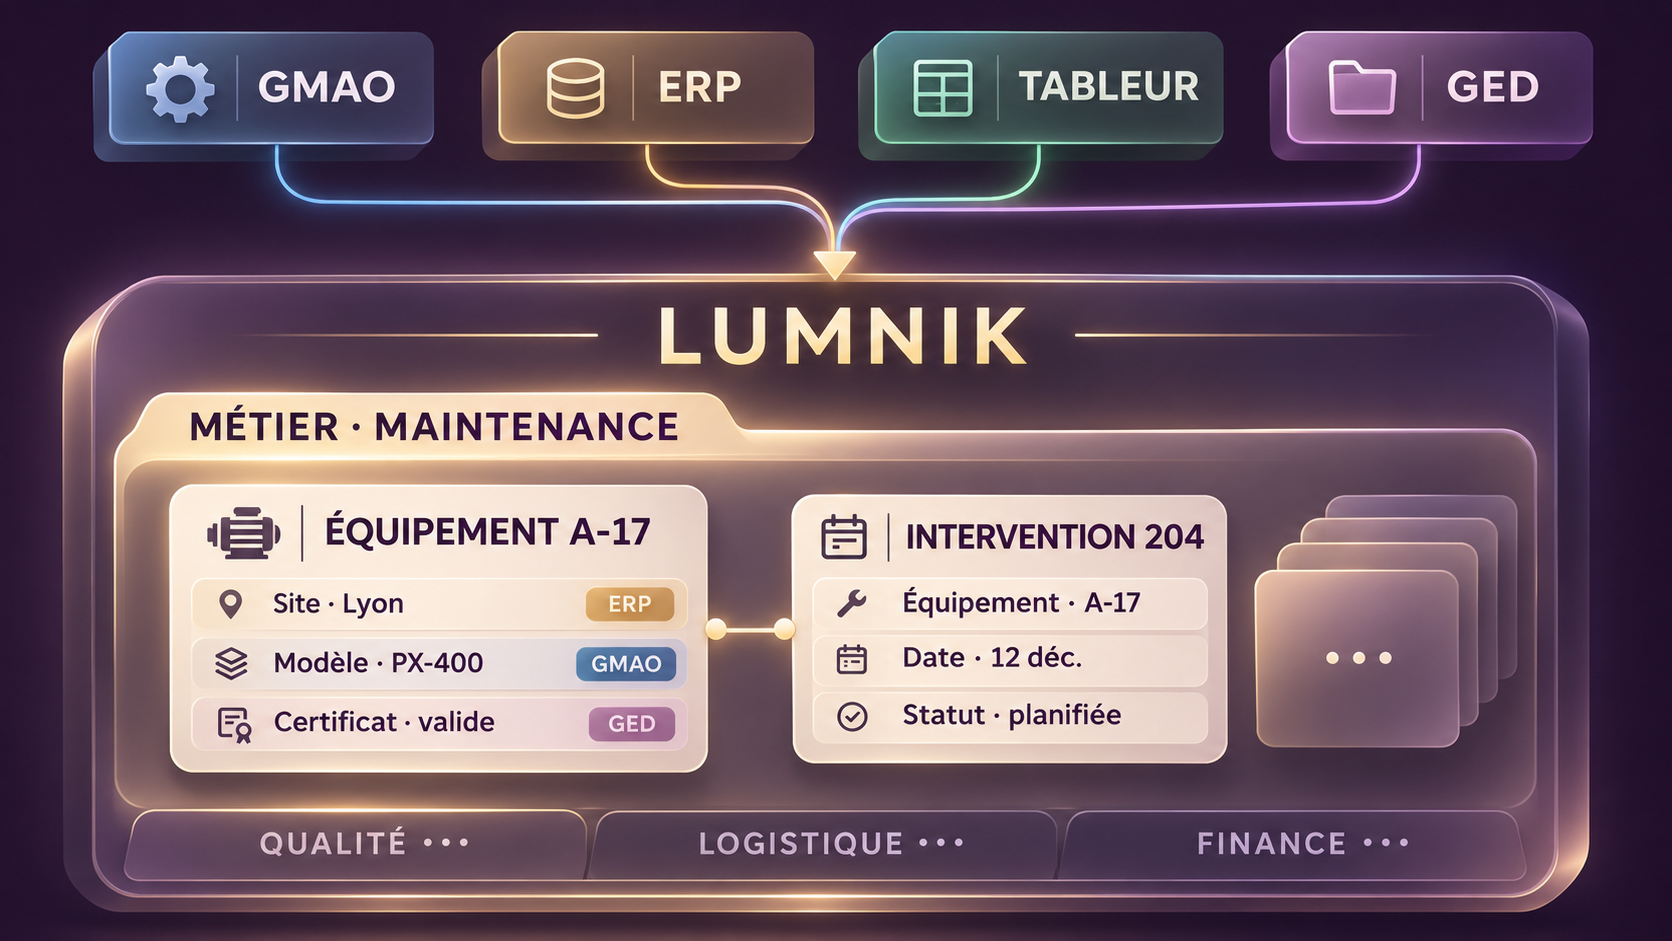 GMAO
ERP
TABLEUR
GED
LUMNIK
MÉTIER · MAINTENANCE
ÉQUIPEMENT A-17
Site · Lyon
ERP
Modèle · PX-400
GMAO
Certificat · valide
GED
INTERVENTION 204
Équipement · A-17
Date · 12 déc.
Statut · planifiée
•••
QUALITÉ •••
LOGISTIQUE •••
FINANCE •••